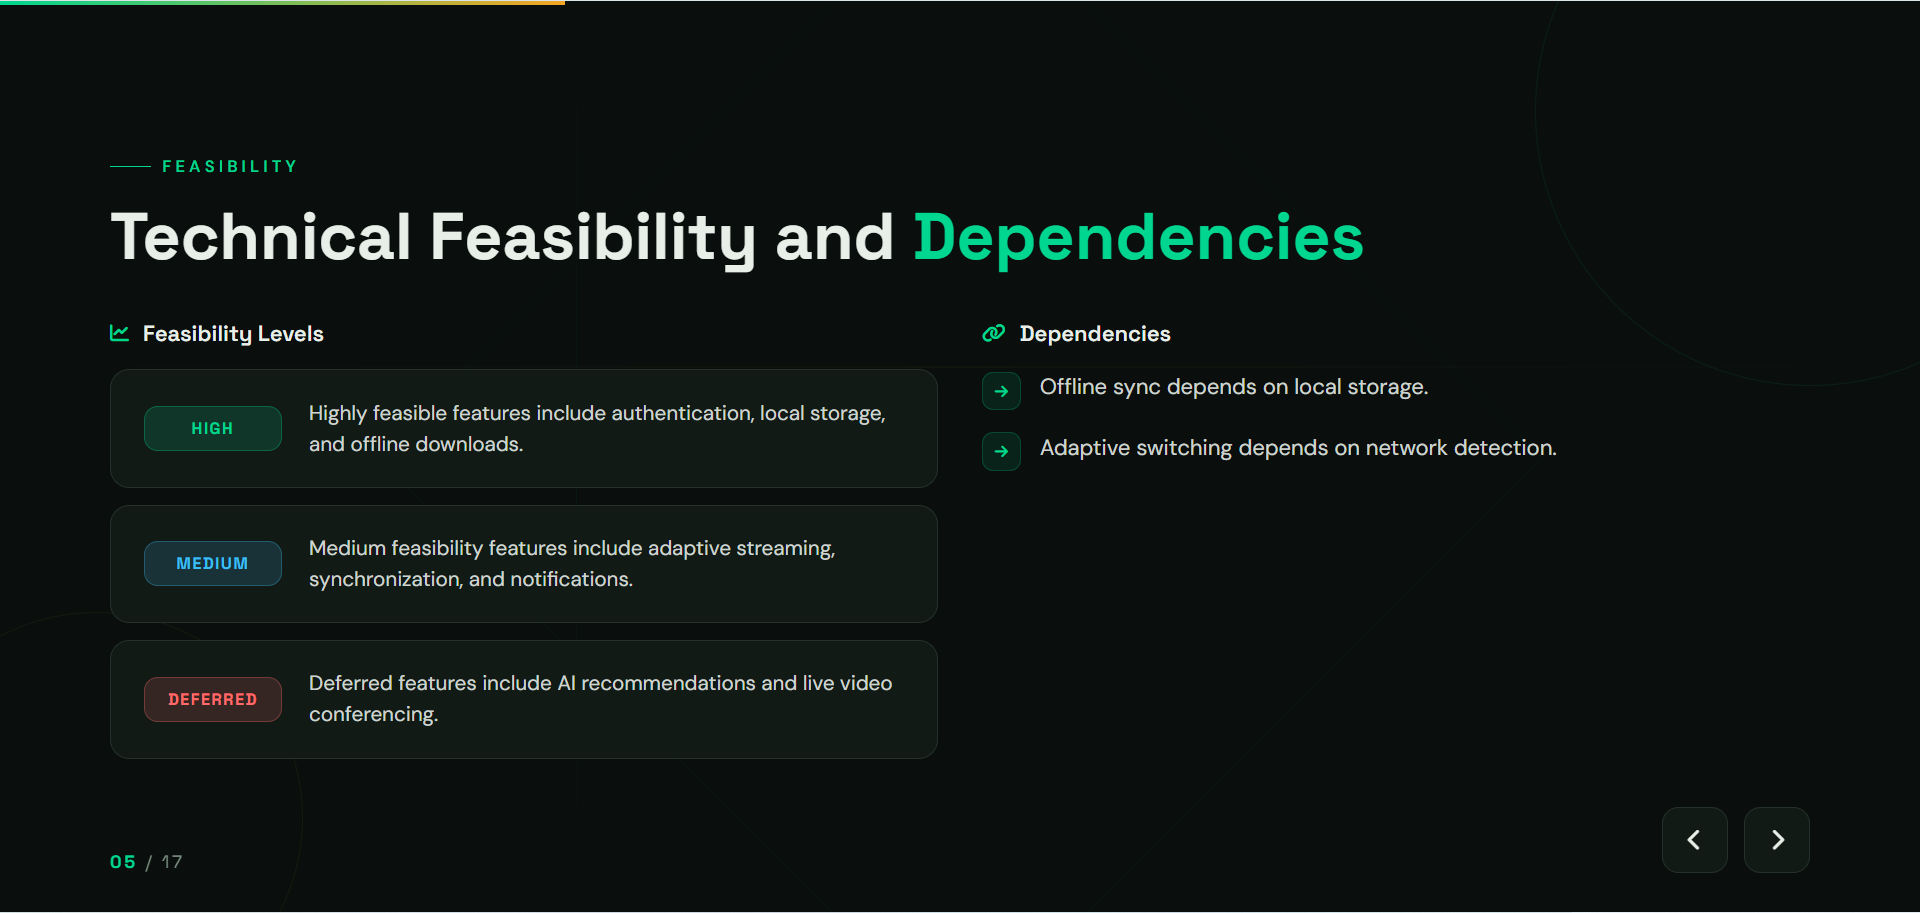 FEASIBILITY
Technical Feasibility and Dependencies
Feasibility Levels
HIGH
Highly feasible features include authentication, local storage,
and offline downloads.
MEDIUM
Medium feasibility features include adaptive streaming,
synchronization, and notifications.
DEFERRED
Deferred features include AI recommendations and live video
conferencing.
Dependencies
Offline sync depends on local storage.
Adaptive switching depends on network detection.
05 / 17